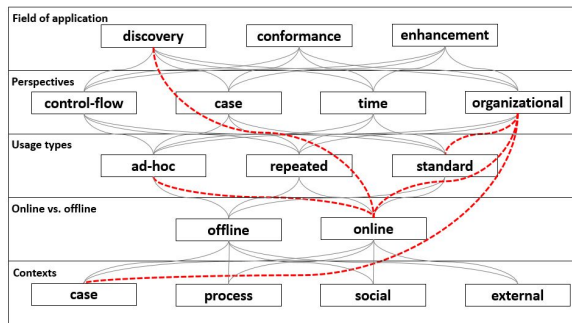 Field of application
discovery conformance enhancement
Perspectives
control-flow case time organizational
Usage types
ad-hoc repeated standard
Online vs. offline
offline online
Contexts
case process social external